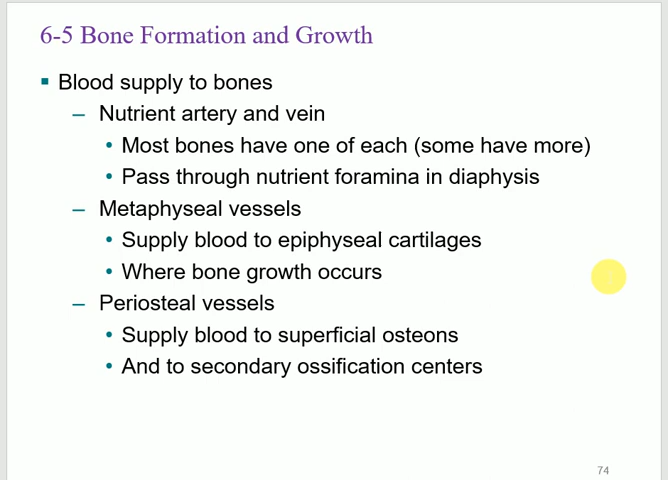 6-5 Bone Formation and Growth
▪ Blood supply to bones
– Nutrient artery and vein
• Most bones have one of each (some have more)
• Pass through nutrient foramina in diaphysis
– Metaphyseal vessels
• Supply blood to epiphyseal cartilages
• Where bone growth occurs
– Periosteal vessels
• Supply blood to superficial osteons
• And to secondary ossification centers
74